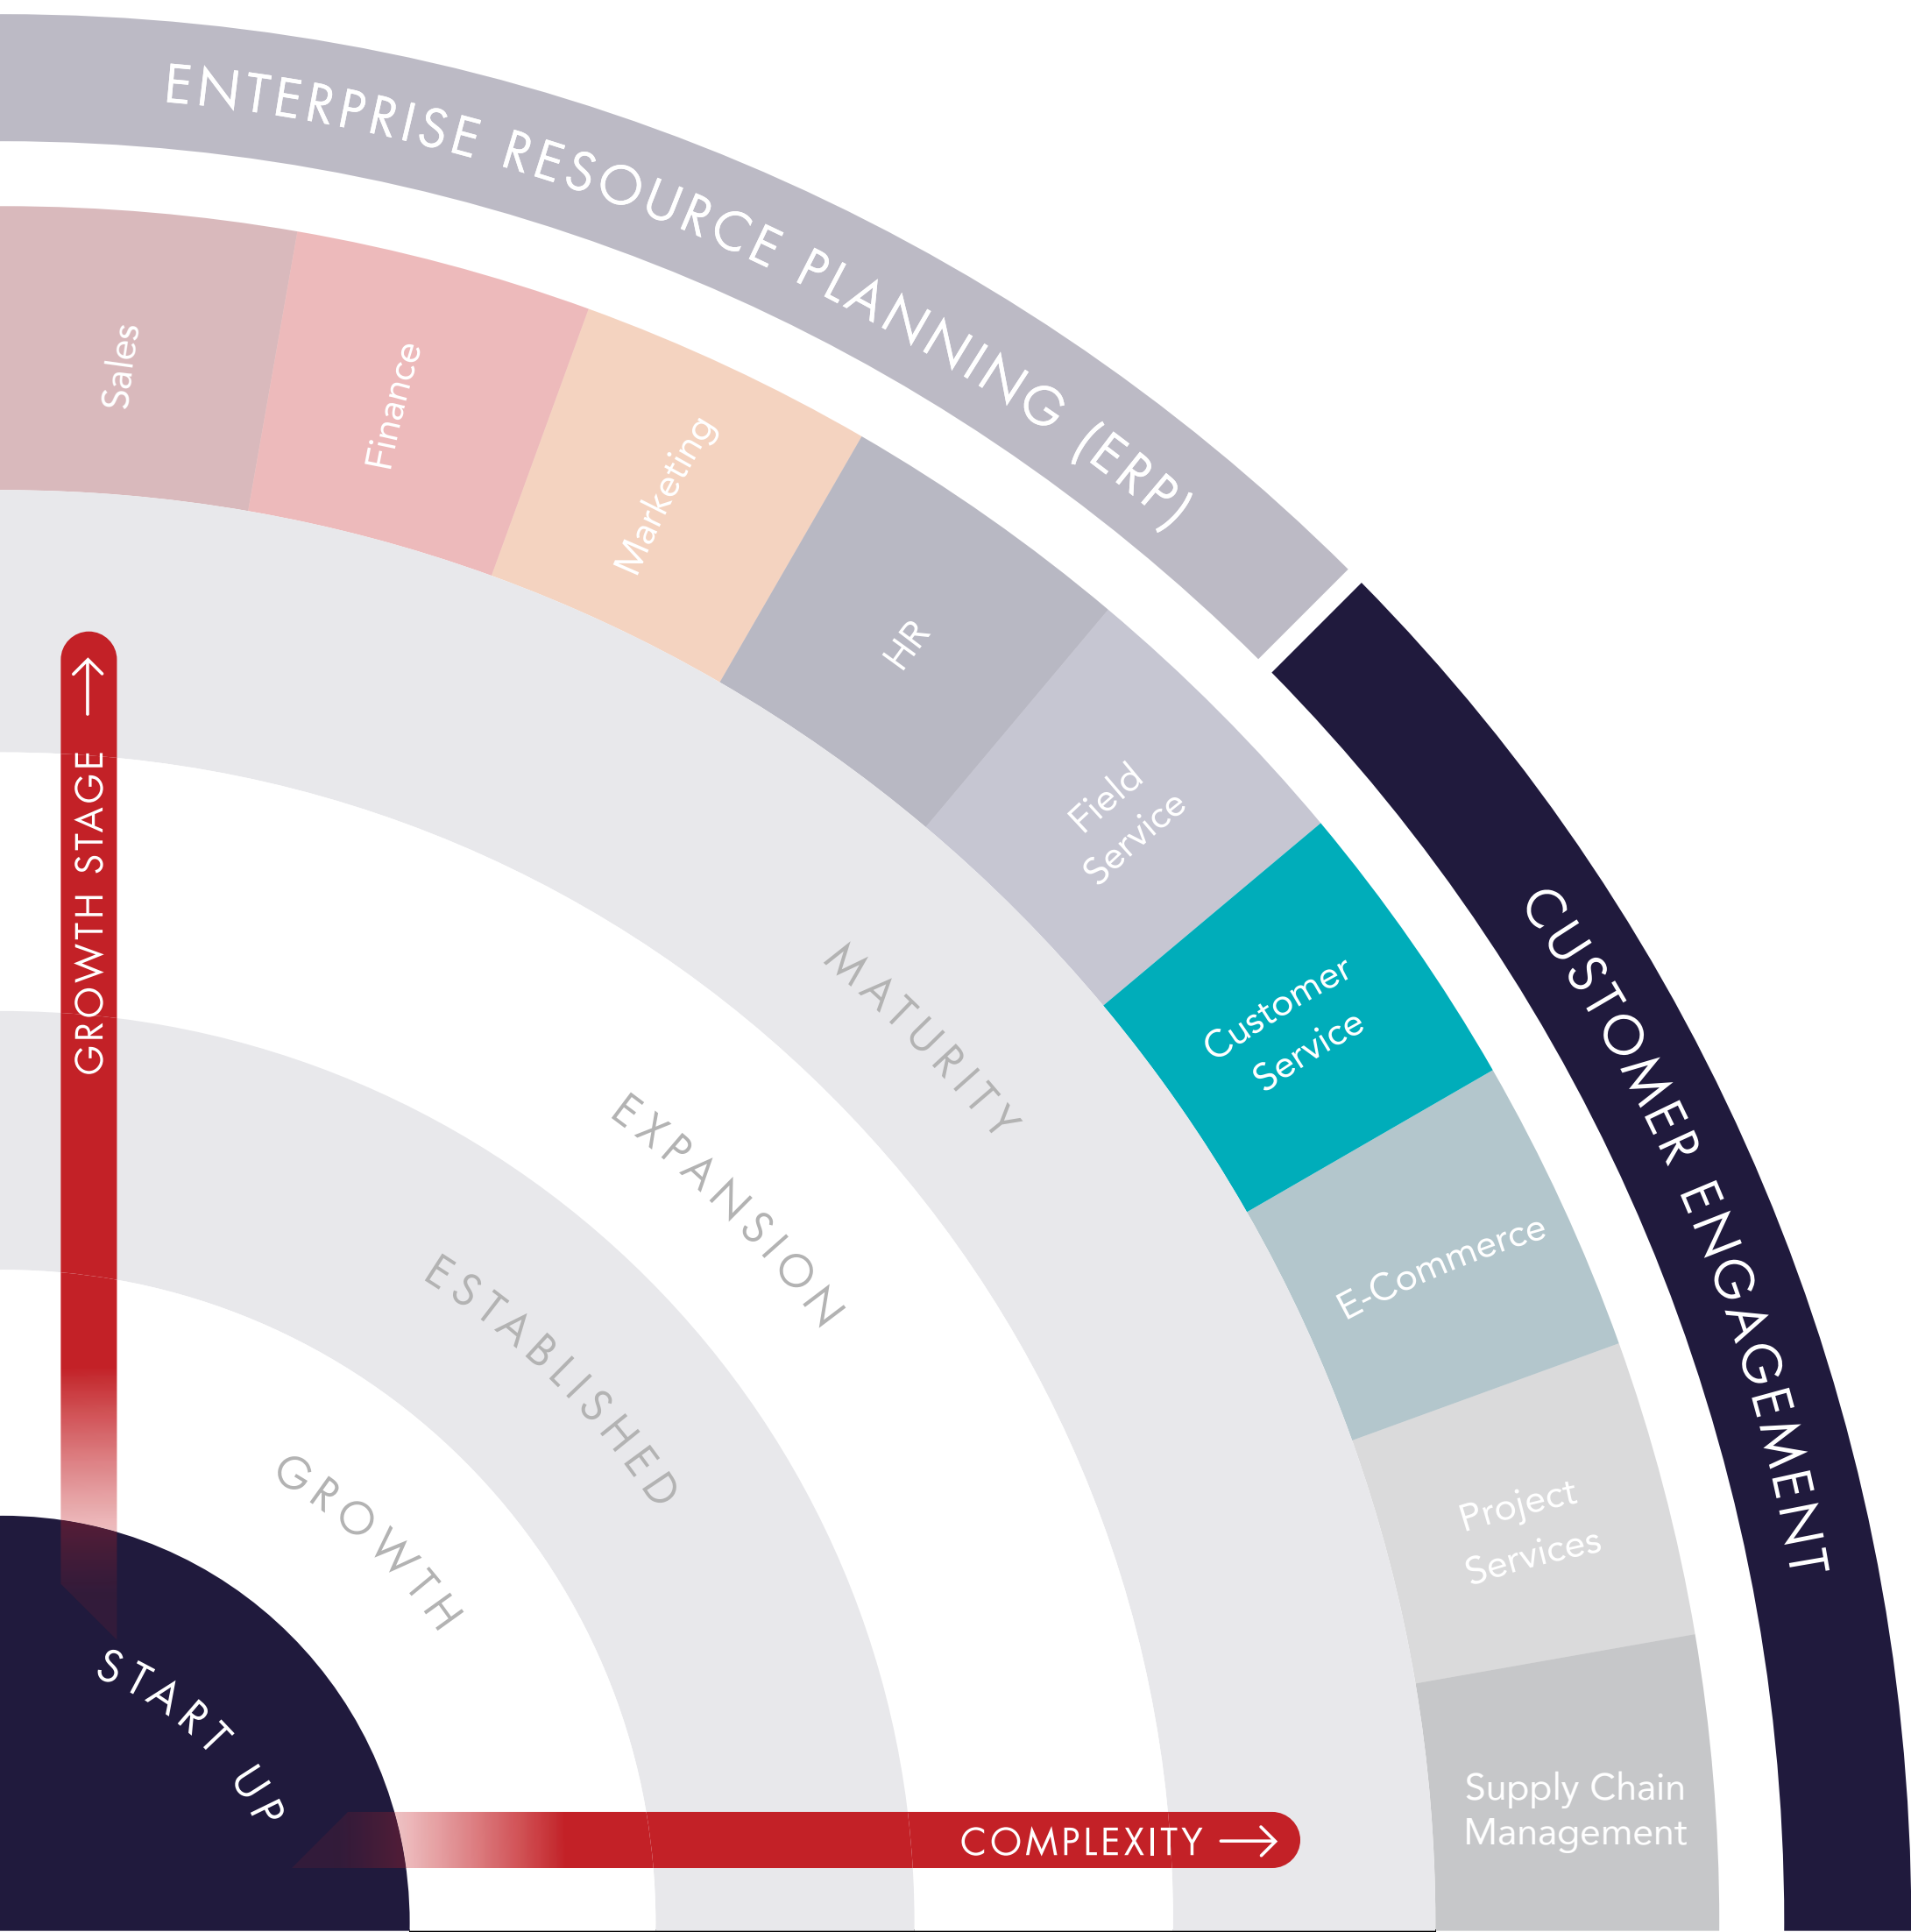 ENTERPRISE RESOURCE PLANNING (ERP)
CUSTOMER ENGAGEMENT
Sales
Finance
Marketing
HR
Field
Service
Customer
Service
E-Commerce
Project
Services
Supply Chain
Management
MATURITY
EXPANSION
ESTABLISHED
GROWTH
START UP
GROWTH STAGE
COMPLEXITY